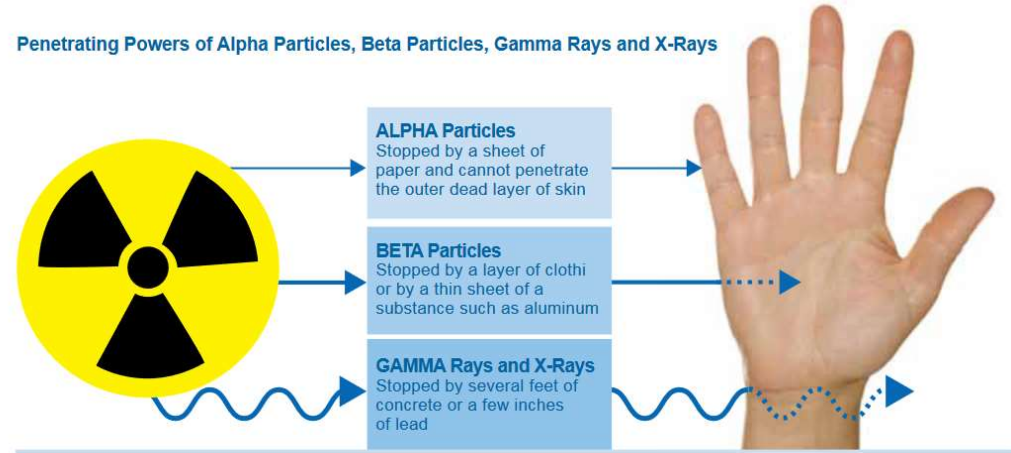 Penetrating Powers of Alpha Particles, Beta Particles, Gamma Rays and X-Rays
ALPHA Particles
Stopped by a sheet of
paper and cannot penetrate
the outer dead layer of skin
BETA Particles
Stopped by a layer of clothi
or by a thin sheet of a
substance such as aluminum
GAMMA Rays and X-Rays
Stopped by several feet of
concrete or a few inches
of lead